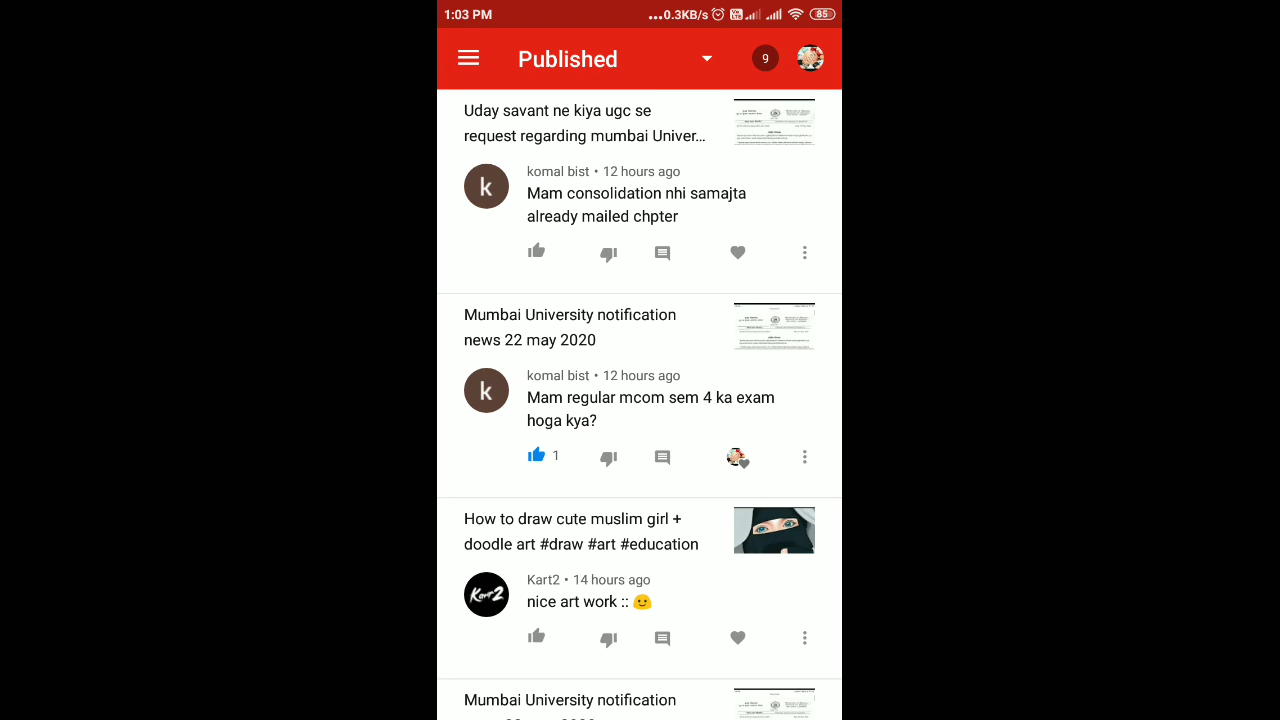 1:03 PM
...0.3KB/s
85
Published
9
Uday savant ne kiya ugc se
request regarding mumbai Univer...
k
komal bist • 12 hours ago
Mam consolidation nhi samajta
already mailed chpter
Mumbai University notification
news 22 may 2020
k
komal bist • 12 hours ago
Mam regular mcom sem 4 ka exam
hoga kya?
1
How to draw cute muslim girl +
doodle art #draw #art #education
Kart2
Kart2 • 14 hours ago
nice art work :: 🙂
Mumbai University notification